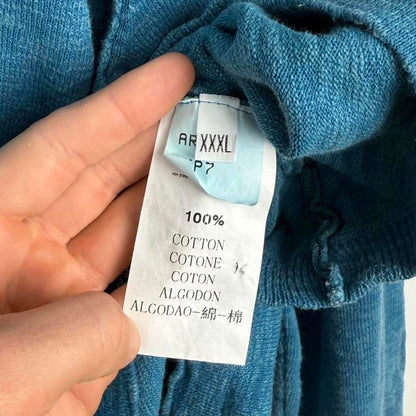 AR XXXL
P7
100%
COTTON
COTONE
COTON
ALGODON
ALGODAO-綿-棉